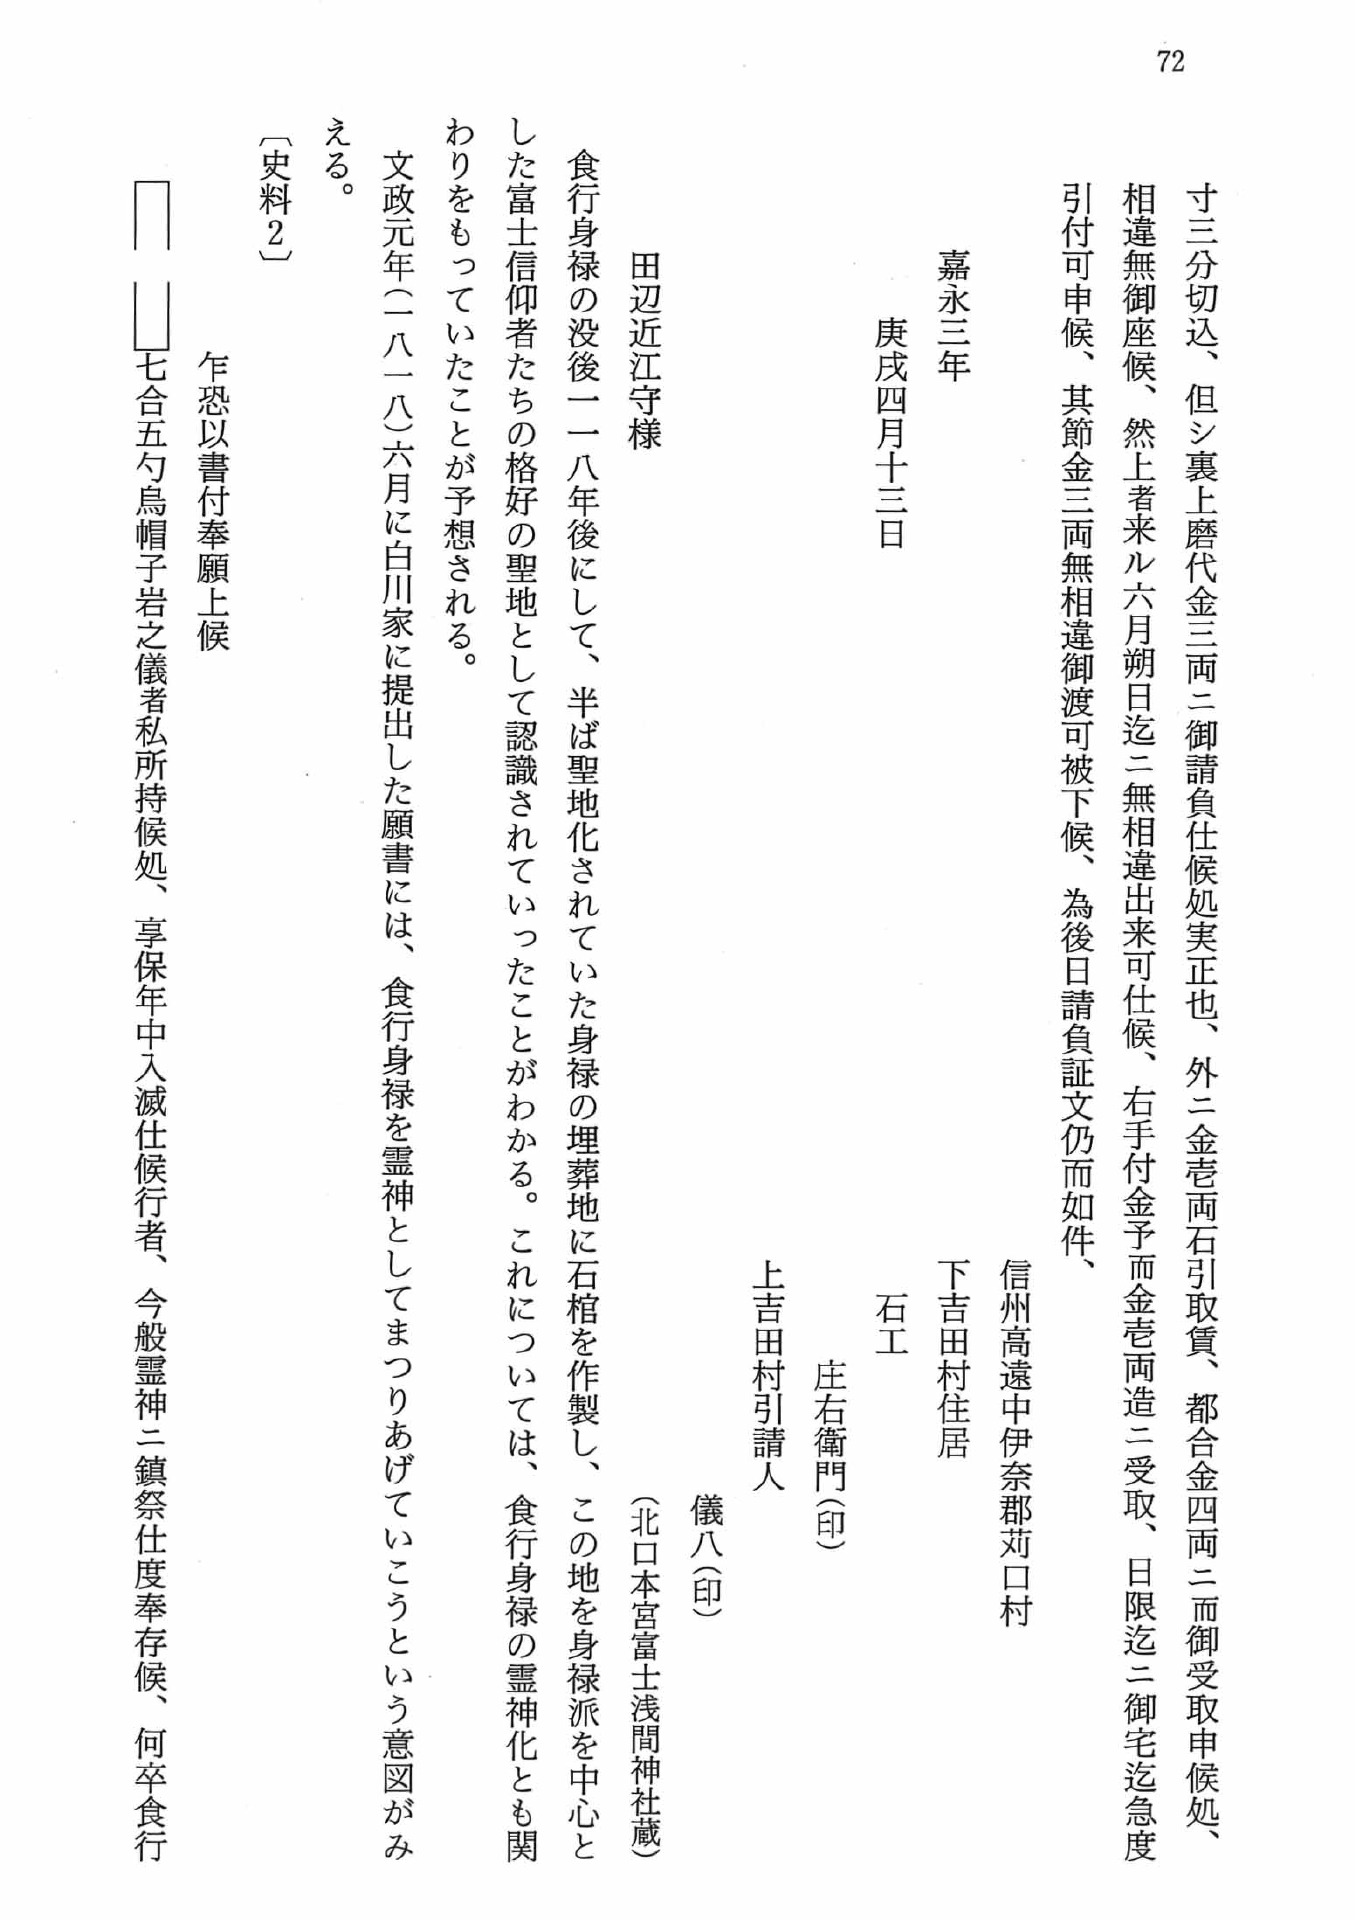 72
寸三分切込、但シ裏上磨代金三両ニ御請負仕候処実正也、外ニ金壱両石引取賃、都合金四両ニ而御受取申候処、
相違無御座候、然上者来ル六月朔日迄ニ無相違出来可仕候、右手付金予而金壱両造ニ受取、日限迄ニ御宅迄急度
引付可申候、其節金三両無相違御渡可被下候、為後日請負証文仍而如件、
信州高遠中伊奈郡苅口村
嘉永三年　下吉田村住居
庚戌四月十三日　石工
庄右衛門（印）
上吉田村引請人
儀八（印）
田辺近江守様　（北口本宮富士浅間神社蔵）
食行身禄の没後一一八年後にして、半ば聖地化されていた身禄の埋葬地に石棺を作製し、この地を身禄派を中心と
した富士信仰者たちの格好の聖地として認識されていったことがわかる。これについては、食行身禄の霊神化とも関
わりをもっていたことが予想される。
文政元年（一八一八）六月に白川家に提出した願書には、食行身禄を霊神としてまつりあげていこうという意図がみ
える。
〔史料2〕
乍恐以書付奉願上候
七合五勺烏帽子岩之儀者私所持候処、享保年中入滅仕候行者、今般霊神ニ鎮祭仕度奉存候、何卒食行